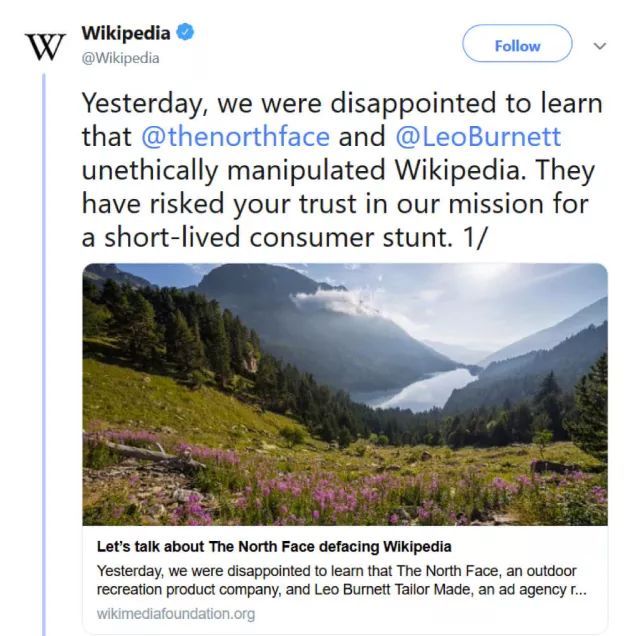 W
Wikipedia
@Wikipedia
Follow
Yesterday, we were disappointed to learn
that @thenorthface and @LeoBurnett
unethically manipulated Wikipedia. They
have risked your trust in our mission for
a short-lived consumer stunt. 1/
Let's talk about The North Face defacing Wikipedia
Yesterday, we were disappointed to learn that The North Face, an outdoor
recreation product company, and Leo Burnett Tailor Made, an ad agency r...
wikimediafoundation.org